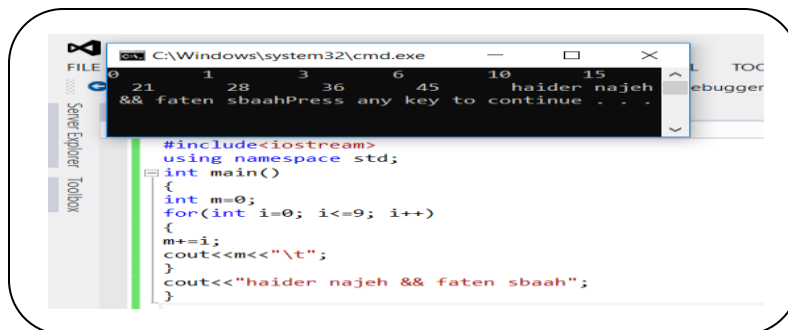 C:\Windows\system32\cmd.exe
FILE
TOO
0 1 3 6 10 15
21 28 36 45 haider najeh
&& faten sbaahPress any key to continue . . .
ebugger
Server Explorer
Toolbox
#include<iostream>
using namespace std;
int main()
{
int m=0;
for(int i=0; i<=9; i++)
{
m+=i;
cout<<m<<"\t";
}
cout<<"haider najeh && faten sbaah";
}